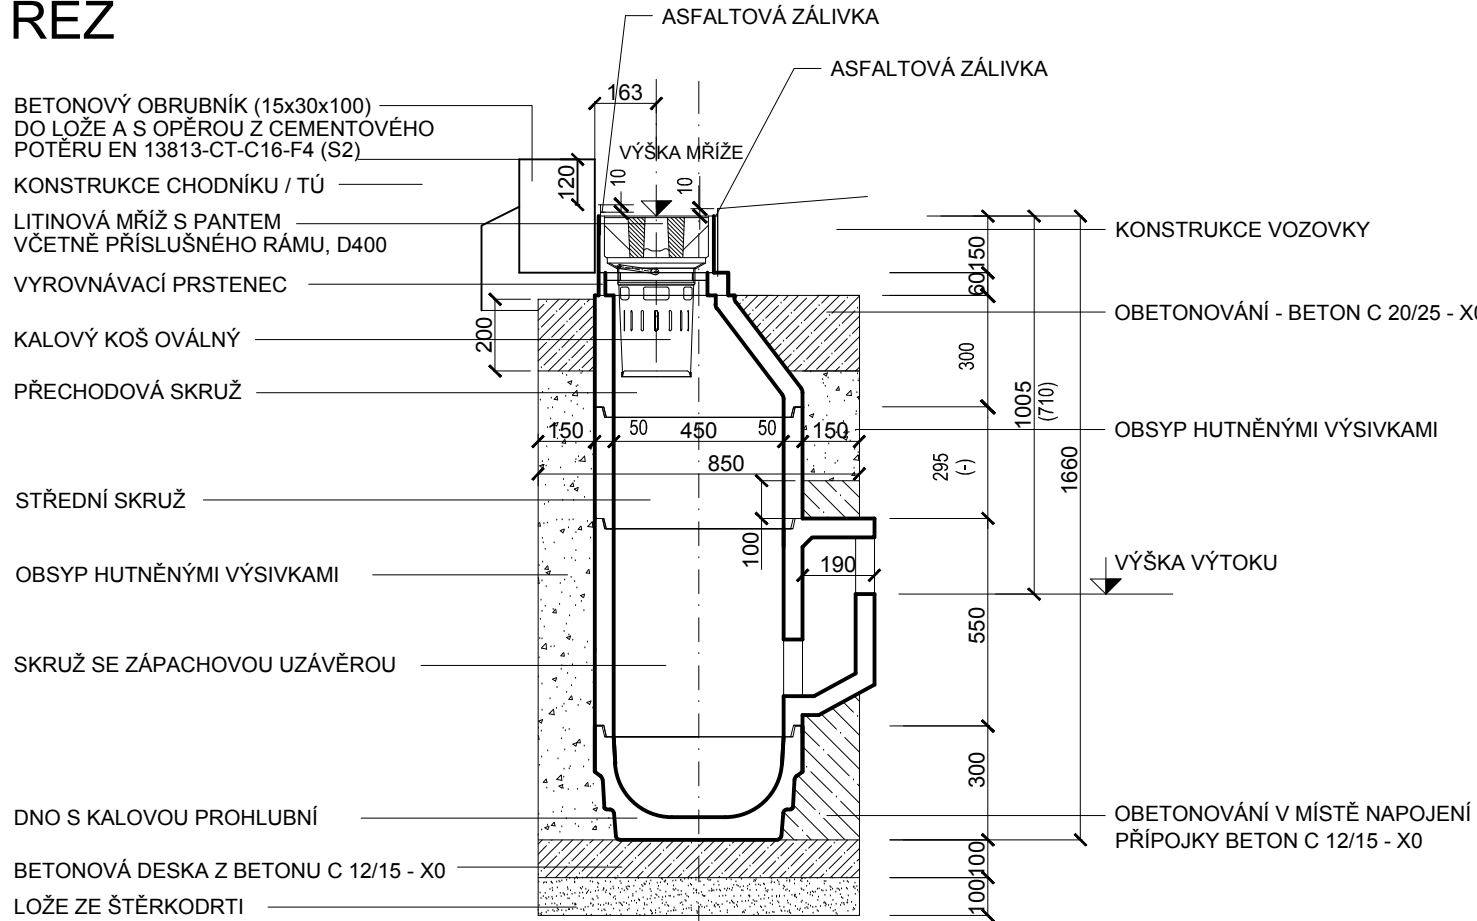 ŘEZ
ASFALTOVÁ ZÁLIVKA
ASFALTOVÁ ZÁLIVKA
BETONOVÝ OBRUBNÍK (15x30x100)
DO LOŽE A S OPĚROU Z CEMENTOVÉHO
POTĚRU EN 13813-CT-C16-F4 (S2)
KONSTRUKCE CHODNÍKU / TÚ
LITINOVÁ MŘÍŽ S PANTEM
VČETNĚ PŘÍSLUŠNÉHO RÁMU, D400
VYROVNÁVACÍ PRSTENEC
KALOVÝ KOŠ OVÁLNÝ
PŘECHODOVÁ SKRUŽ
STŘEDNÍ SKRUŽ
OBSYP HUTNĚNÝMI VÝSIVKAMI
SKRUŽ SE ZÁPACHOVOU UZÁVĚROU
DNO S KALOVOU PROHLUBNÍ
BETONOVÁ DESKA Z BETONU C 12/15 - X0
LOŽE ZE ŠTĚRKODRTI
163
VÝŠKA MŘÍŽE
120
10
10
200
150
50
450
50
150
850
100
190
150
60
300
295
(-)
550
300
100
100
1005
(710)
1660
KONSTRUKCE VOZOVKY
OBETONOVÁNÍ - BETON C 20/25 - X0
OBSYP HUTNĚNÝMI VÝSIVKAMI
VÝŠKA VÝTOKU
OBETONOVÁNÍ V MÍSTĚ NAPOJENÍ
PŘÍPOJKY BETON C 12/15 - X0